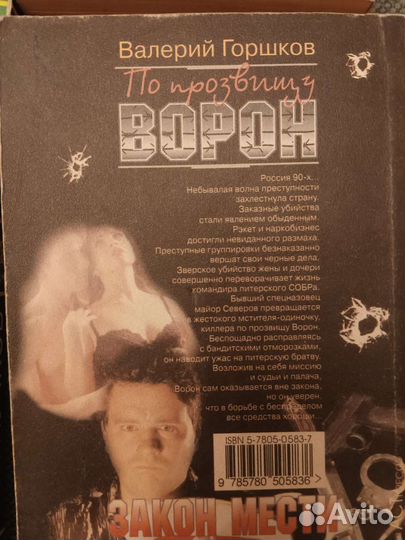 Валерий Горшков
По прозвищу
ВОРОН
Россия 90-х...
Небывалая волна преступности
захлестнула страну.
Заказные убийства
стали явлением обыденным.
Рэкет и наркобизнес
достигли невиданного размаха.
Преступные группировки безнаказанно
вершат свои черные дела.
Зверское убийство жены и дочери
совершенно переворачивает жизнь
командира питерского СОБРа.
Бывший спецназовец
майор Северов превращается
в жестокого мстителя-одиночку,
киллера по прозвищу Ворон.
Беспощадно расправляясь
с бандитскими отморозками,
он наводит ужас на питерскую братву.
Возложив на себя миссию
и судьи и палача,
Ворон сам оказывается вне закона,
но он уверен,
что в борьбе с беспределом
все средства хороши...
ISBN 5-7805-0583-7
9 785780 505836
ЗАКОН МЕСТИ
Avito